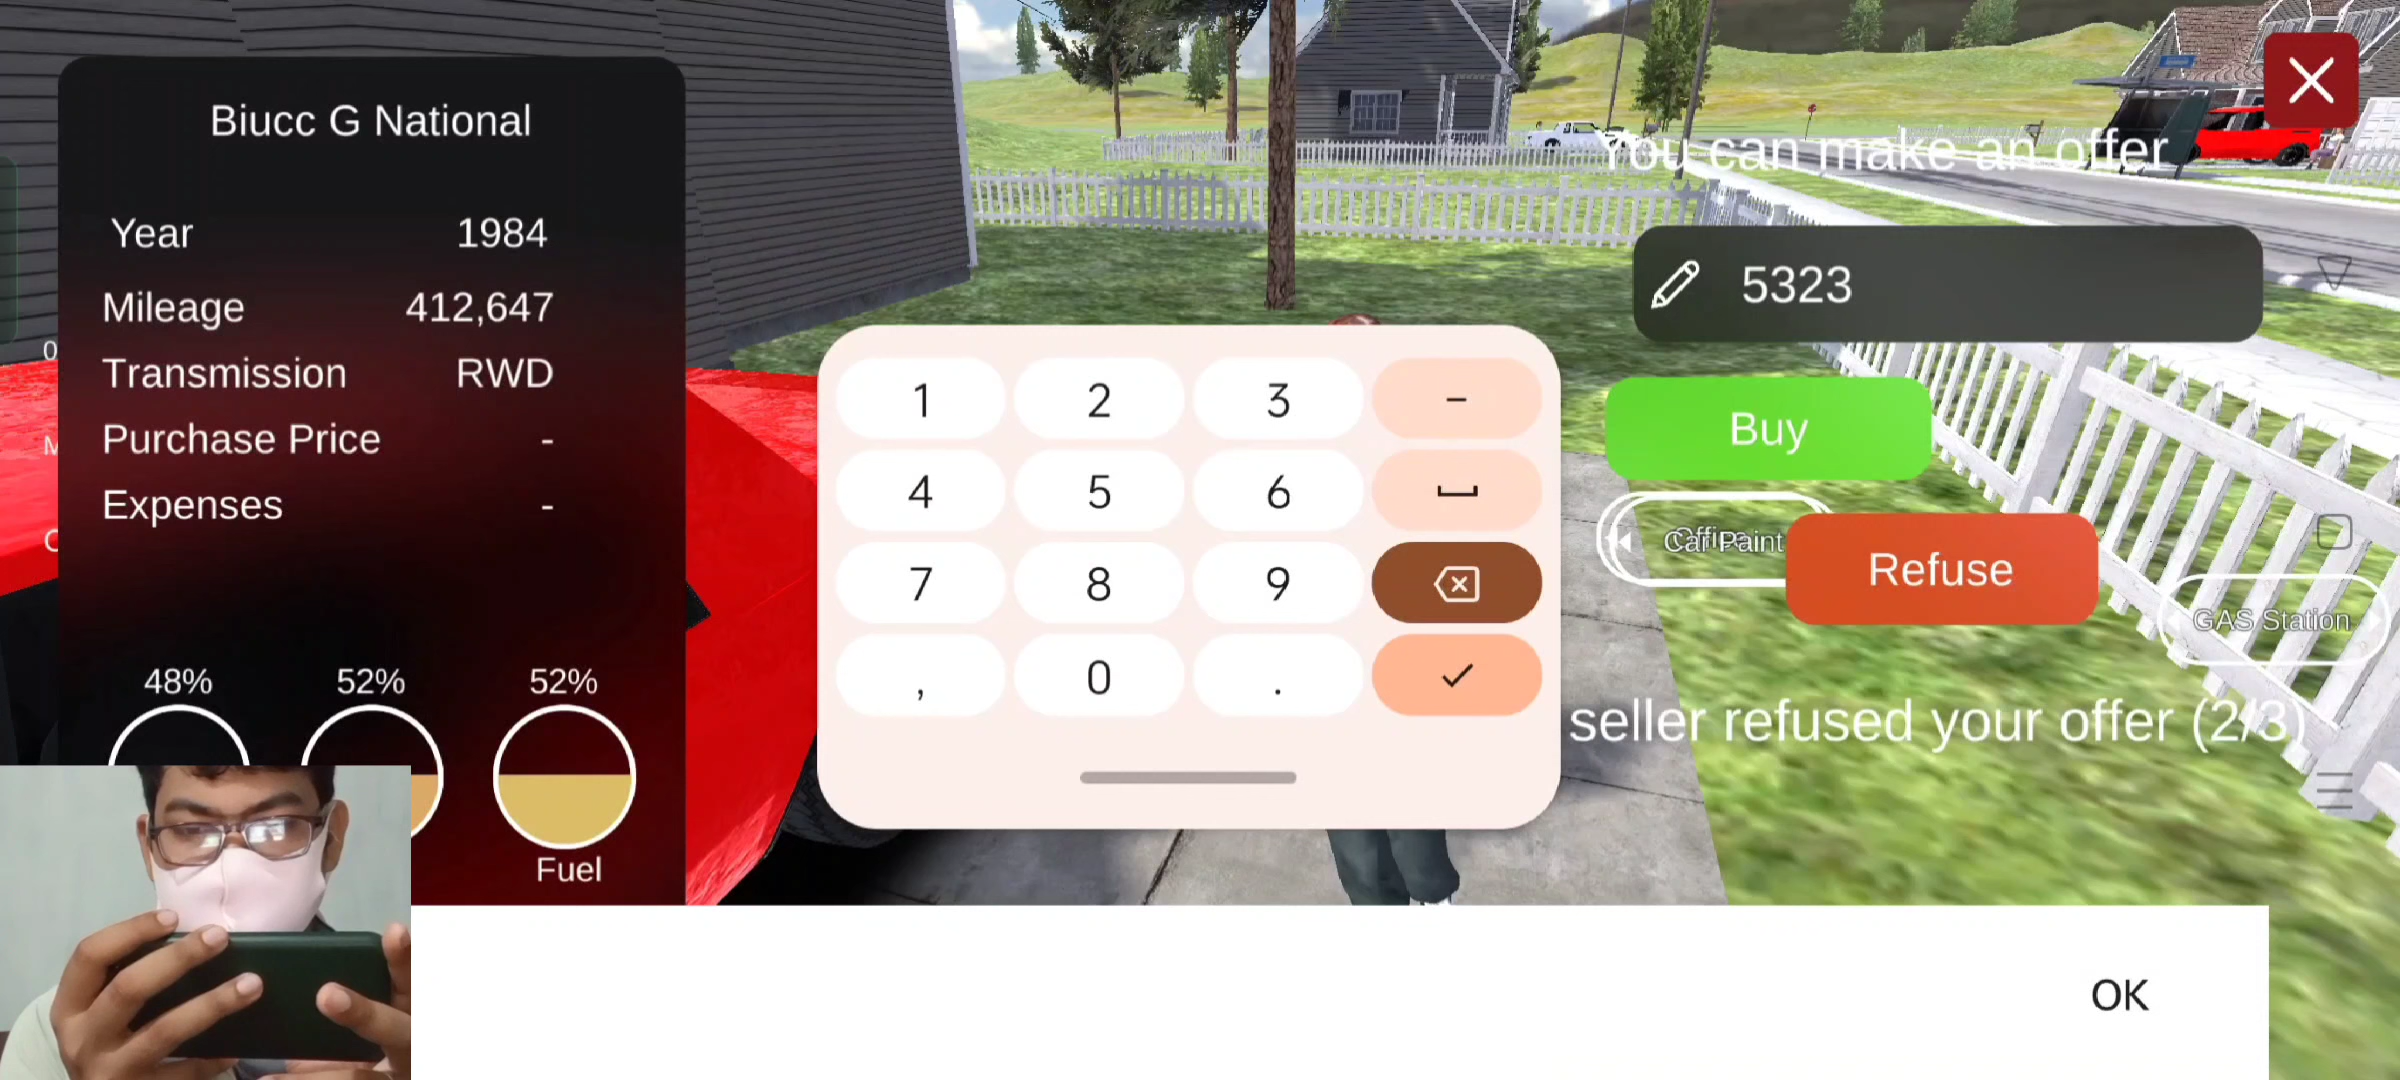 Biucc G National
Year 1984
Mileage 412,647
Transmission RWD
Purchase Price -
Expenses -
48% 52% 52%
Fuel
1 2 3 -
4 5 6
7 8 9
, 0 .
You can make an offer
5323
Buy
Car Paint
Refuse
GAS Station
seller refused your offer (2/3)
OK